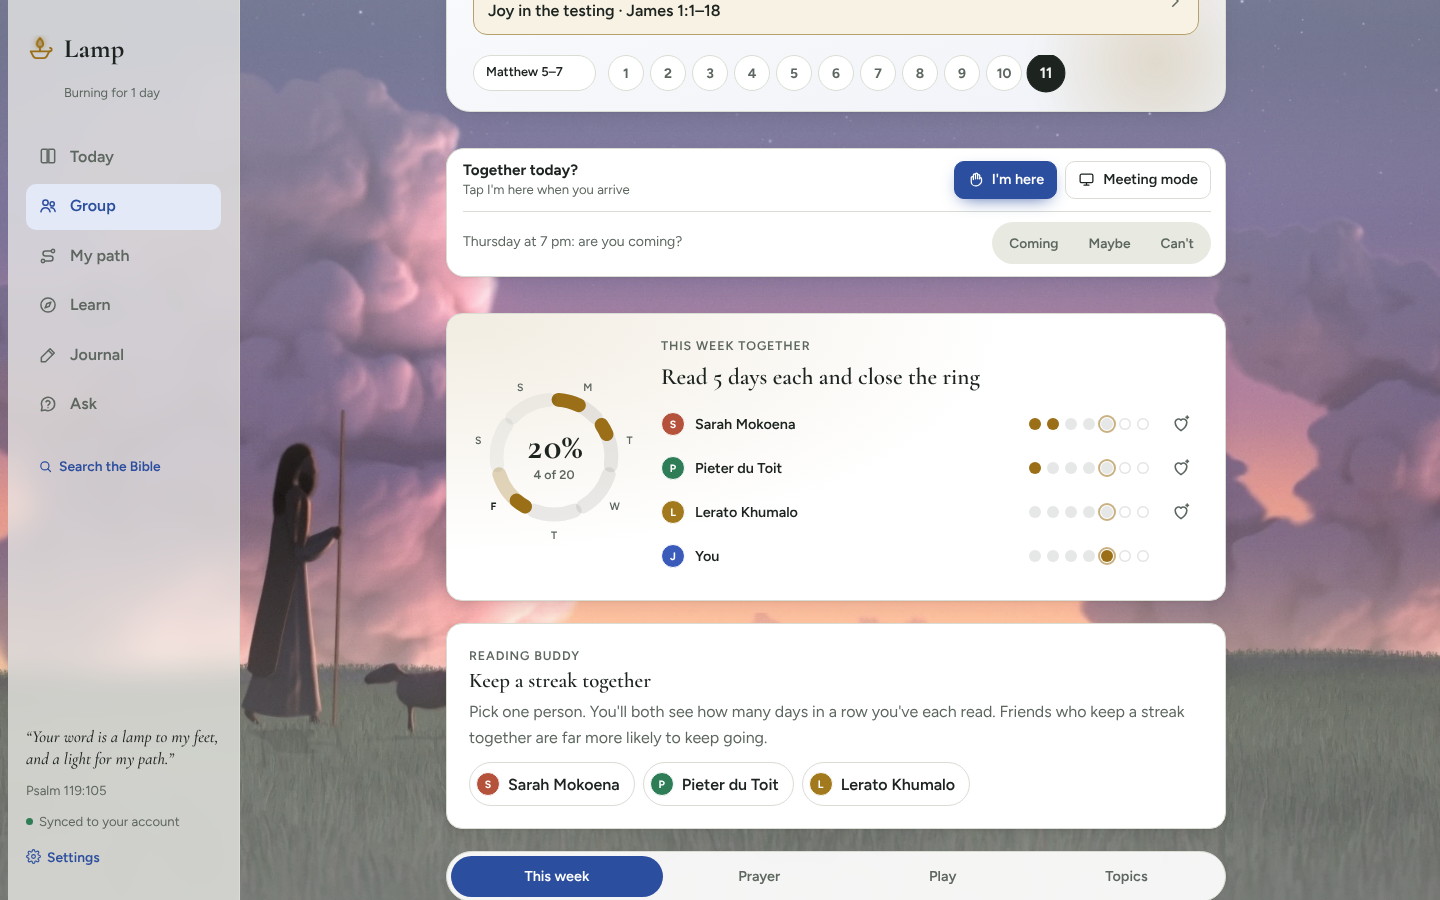 Lamp
Burning for 1 day
Today
Group
My path
Learn
Journal
Ask
Search the Bible
“Your word is a lamp to my feet,
and a light for my path.”
Psalm 119:105
Synced to your account
Settings
Joy in the testing · James 1:1–18
Matthew 5–7 1 2 3 4 5 6 7 8 9 10 11
Together today?
Tap I'm here when you arrive
I'm here Meeting mode
Thursday at 7 pm: are you coming?
Coming Maybe Can't
S M T W T F S
20%
4 of 20
THIS WEEK TOGETHER
Read 5 days each and close the ring
S Sarah Mokoena
P Pieter du Toit
L Lerato Khumalo
J You
READING BUDDY
Keep a streak together
Pick one person. You'll both see how many days in a row you've each read. Friends who keep a streak
together are far more likely to keep going.
S Sarah Mokoena P Pieter du Toit L Lerato Khumalo
This week Prayer Play Topics